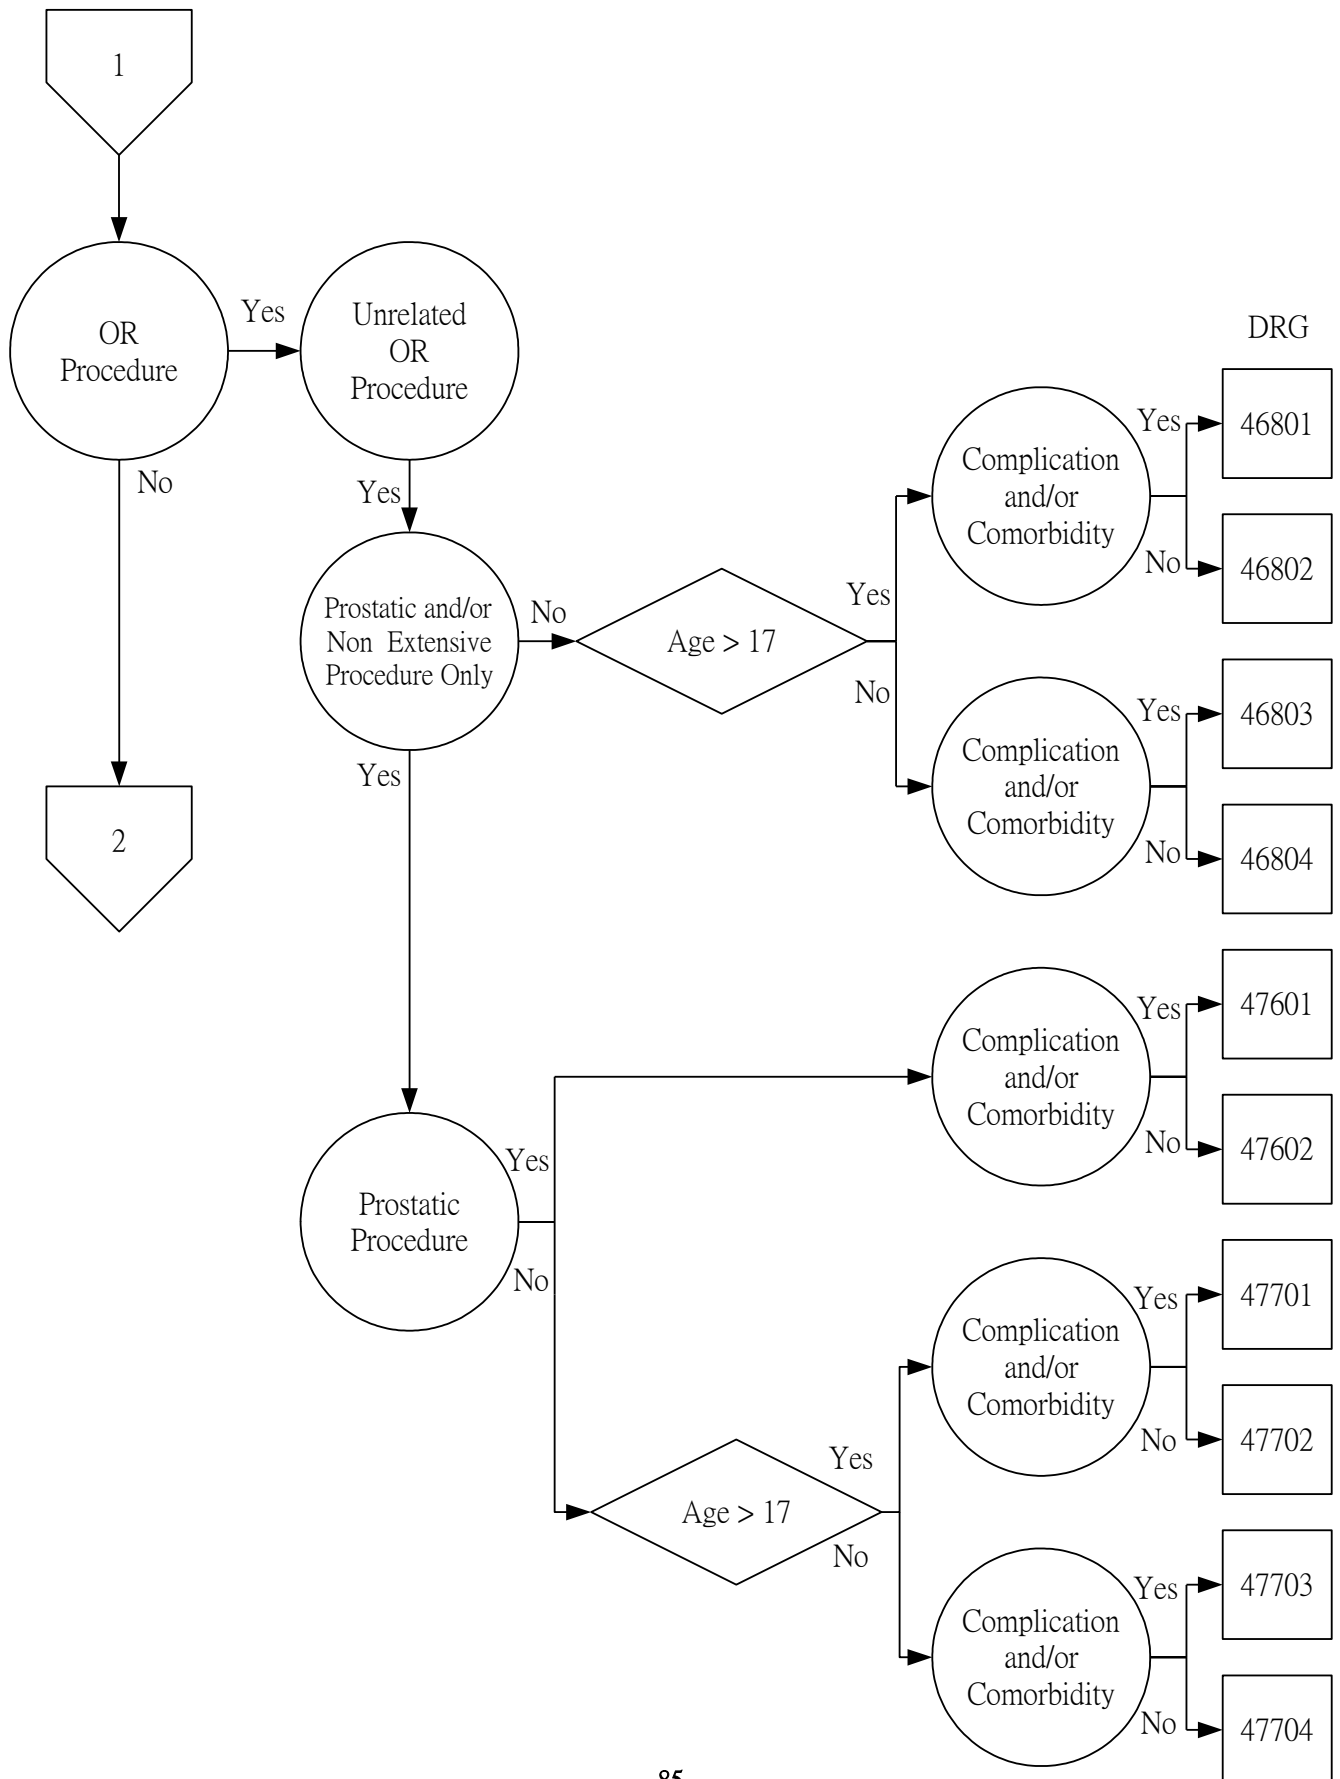 1
OR
Procedure
Yes
No
Unrelated
OR
Procedure
Yes
Prostatic and/or
Non Extensive
Procedure Only
No
Yes
2
Age > 17
Yes
No
DRG
Complication
and/or
Comorbidity
Yes
46801
No
46802
Complication
and/or
Comorbidity
Yes
46803
No
46804
Prostatic
Procedure
Yes
No
Complication
and/or
Comorbidity
Yes
47601
No
47602
Age > 17
Yes
No
Complication
and/or
Comorbidity
Yes
47701
No
47702
Complication
and/or
Comorbidity
Yes
47703
No
47704
85